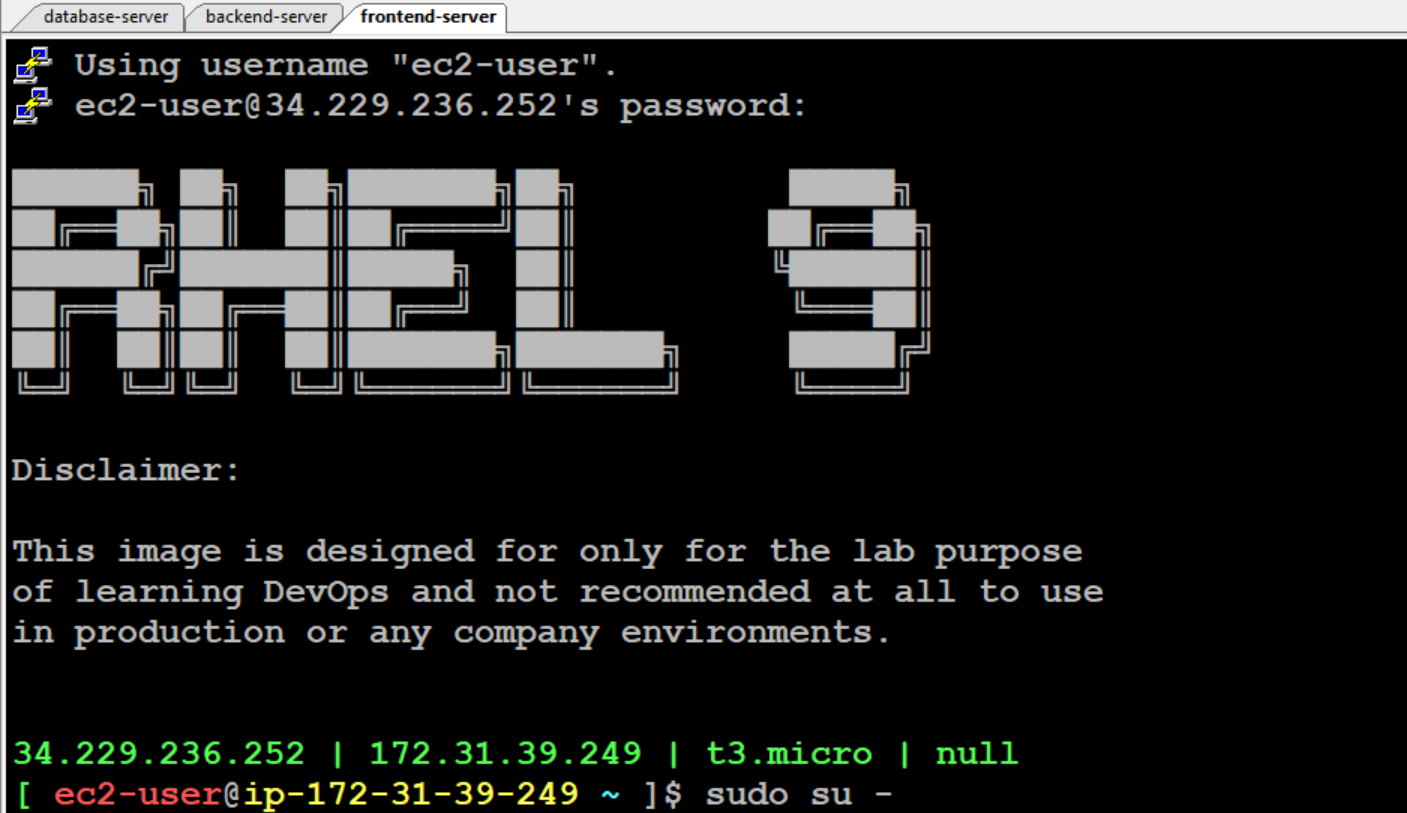 database-server
backend-server
frontend-server
Using username "ec2-user".
ec2-user@34.229.236.252's password:
RHEL 9
Disclaimer:
This image is designed for only for the lab purpose
of learning DevOps and not recommended at all to use
in production or any company environments.
34.229.236.252 | 172.31.39.249 | t3.micro | null
[ ec2-user@ip-172-31-39-249 ~ ]$ sudo su -